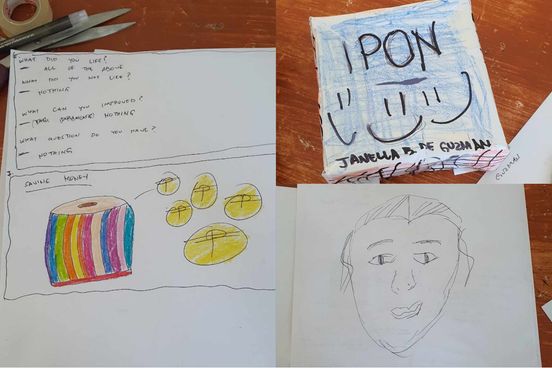 WHAT DID YOU LIKE?
— ALL OF THE ABOVE
WHAT DID YOU NOT LIKE?
— NOTHING
WHAT CAN YOU IMPROVED?
NOTHING
WHAT QUESTION DO YOU HAVE?
— NOTHING
SAVING MONEY
IPON
JANELLA B. DE GUZMAN
GUZMAN